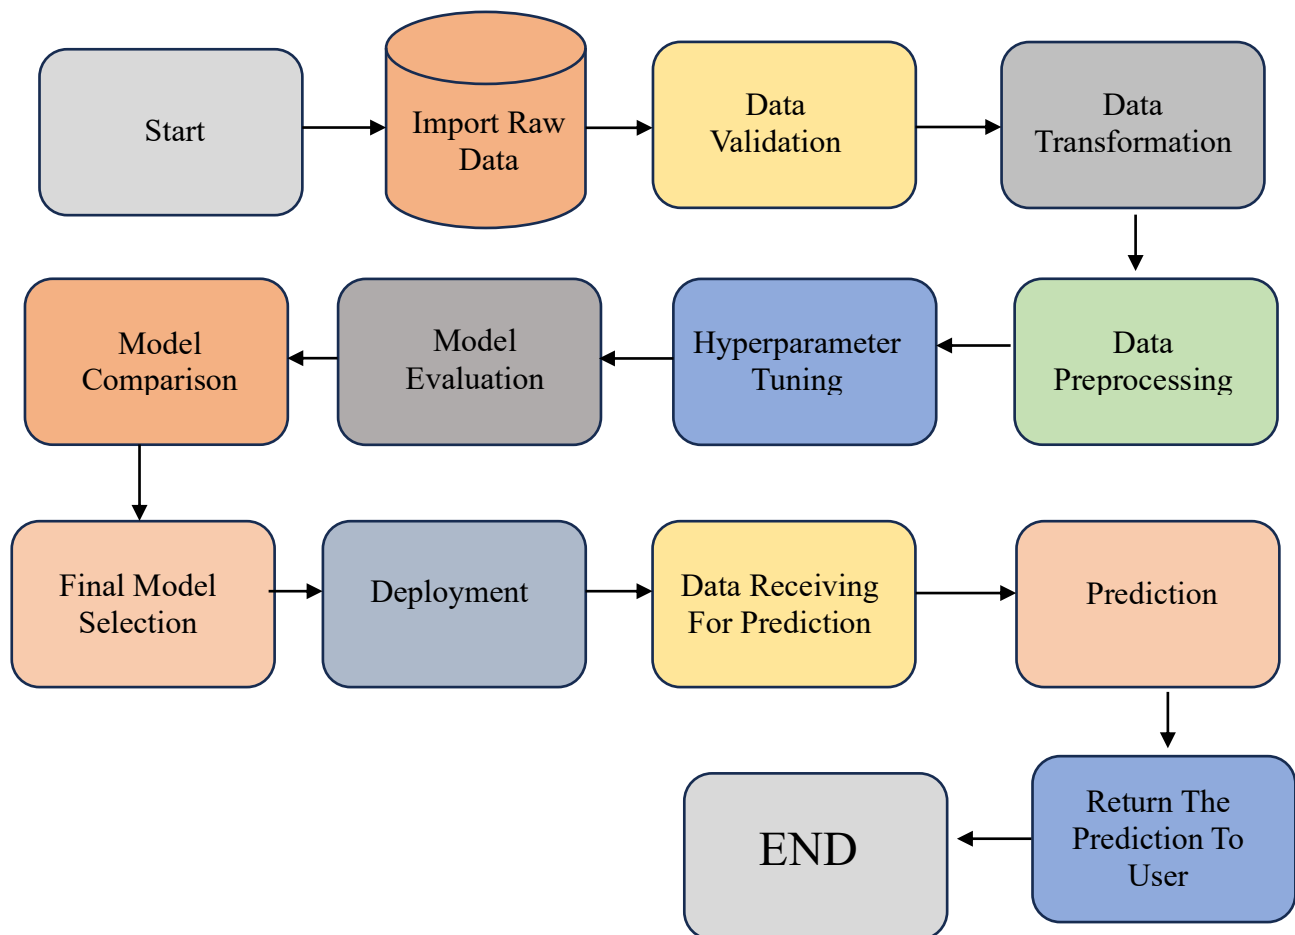 Start
Import Raw
Data
Data
Validation
Data
Transformation
Data
Preprocessing
Hyperparameter
Tuning
Model
Evaluation
Model
Comparison
Final Model
Selection
Deployment
Data Receiving
For Prediction
Prediction
Return The
Prediction To
User
END